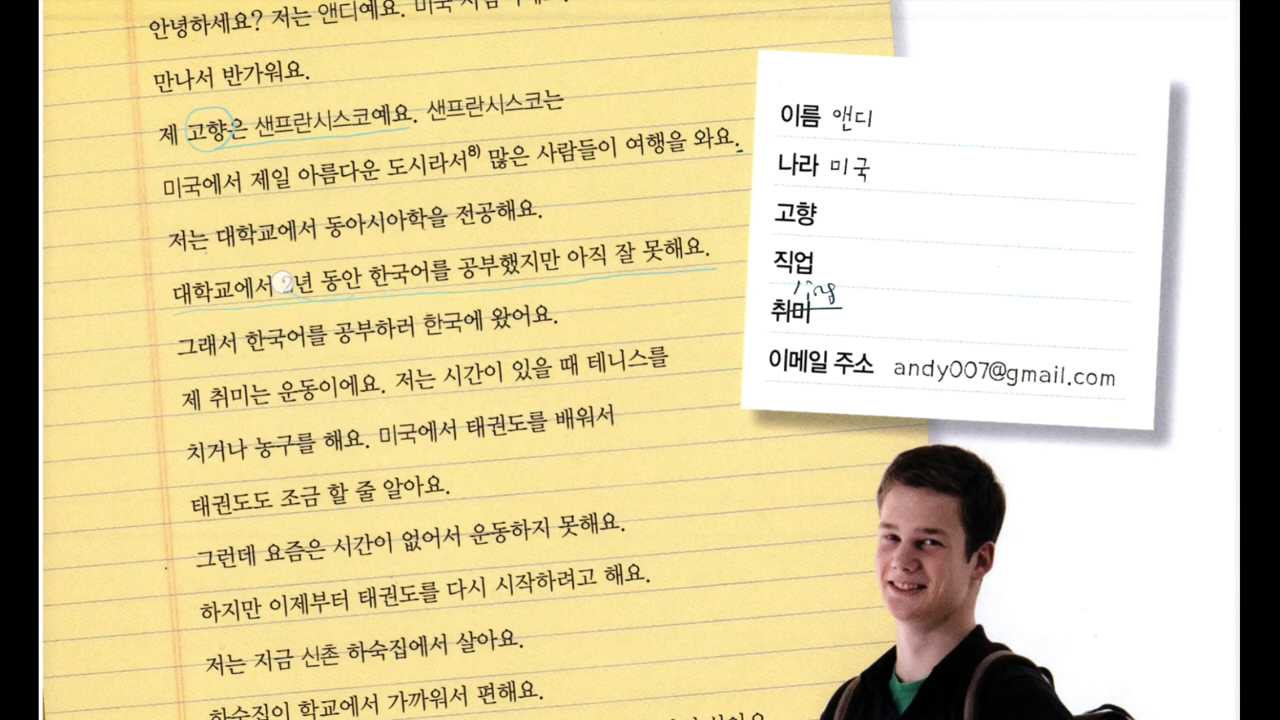 안녕하세요? 저는 앤디예요. 미국
만나서 반가워요.
제 고향은 샌프란시스코예요. 샌프란시스코는
미국에서 제일 아름다운 도시라서8) 많은 사람들이 여행을 와요.
저는 대학교에서 동아시아학을 전공해요.
대학교에서 2년 동안 한국어를 공부했지만 아직 잘 못해요.
그래서 한국어를 공부하러 한국에 왔어요.
제 취미는 운동이에요. 저는 시간이 있을 때 테니스를
치거나 농구를 해요. 미국에서 태권도를 배워서
태권도도 조금 할 줄 알아요.
그런데 요즘은 시간이 없어서 운동하지 못해요.
하지만 이제부터 태권도를 다시 시작하려고 해요.
저는 지금 신촌 하숙집에서 살아요.
하숙집이 학교에서 가까워서 편해요.
이름 앤디
나라 미국
고향
직업
취미
이메일 주소 andy007@gmail.com